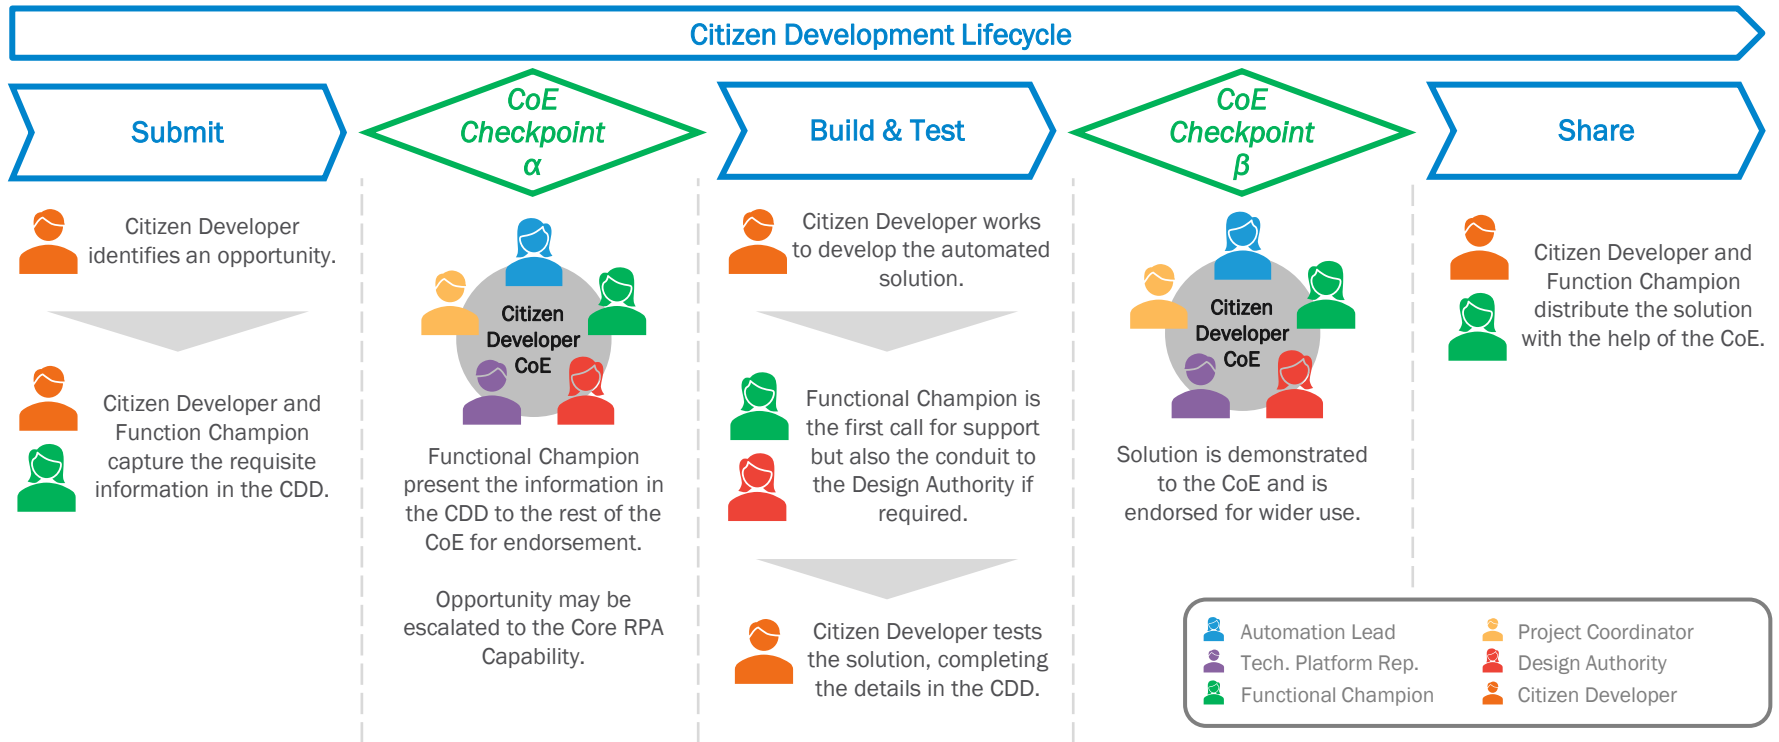 Citizen Development Lifecycle
Submit
CoE
Checkpoint
α
Build & Test
CoE
Checkpoint
β
Share
Citizen Developer
identifies an opportunity.
Citizen Developer and
Function Champion
capture the requisite
information in the CDD.
Citizen
Developer
CoE
Functional Champion
present the information in
the CDD to the rest of the
CoE for endorsement.
Opportunity may be
escalated to the Core RPA
Capability.
Citizen Developer works
to develop the automated
solution.
Functional Champion is
the first call for support
but also the conduit to
the Design Authority if
required.
Citizen Developer tests
the solution, completing
the details in the CDD.
Citizen
Developer
CoE
Solution is demonstrated
to the CoE and is
endorsed for wider use.
Citizen Developer and
Function Champion
distribute the solution
with the help of the CoE.
Automation Lead
Tech. Platform Rep.
Functional Champion
Project Coordinator
Design Authority
Citizen Developer